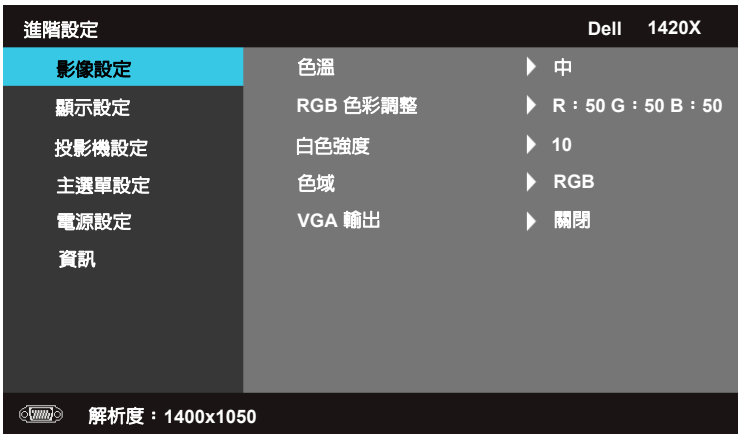 進階設定 Dell 1420X
影像設定 色溫 中
顯示設定 RGB 色彩調整 R：50 G：50 B：50
投影機設定 白色強度 10
主選單設定 色域 RGB
電源設定 VGA 輸出 關閉
資訊
解析度：1400x1050